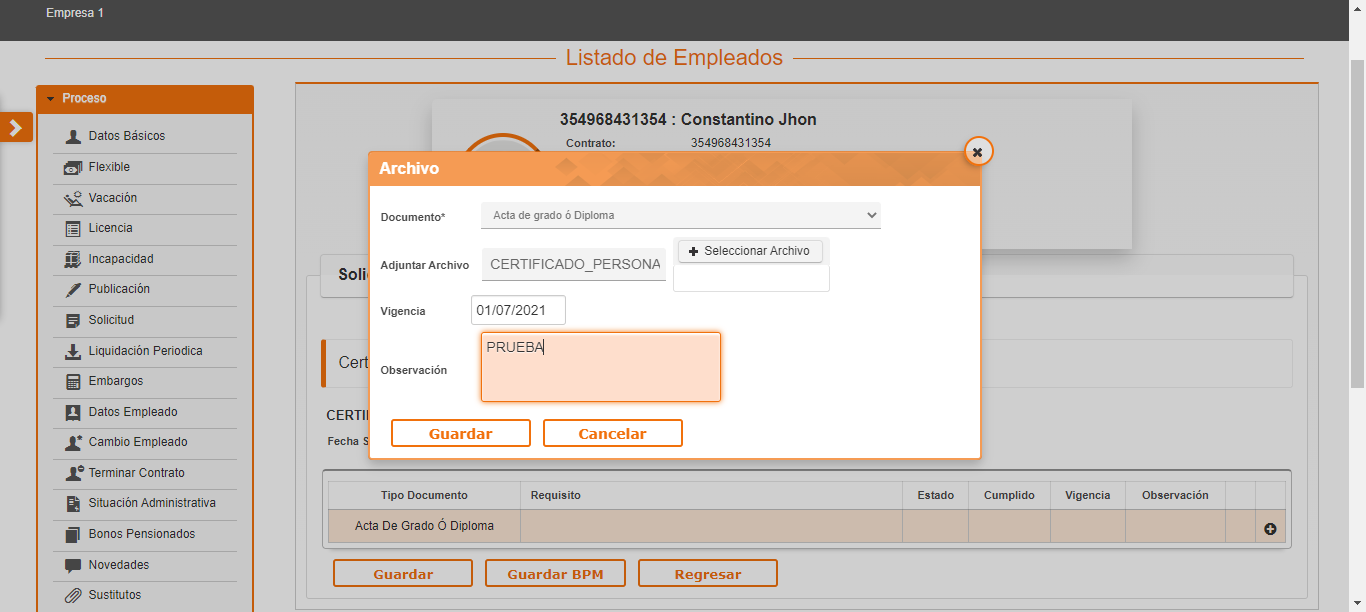 Empresa 1
Listado de Empleados
Proceso
Datos Básicos
Flexible
Vacación
Licencia
Incapacidad
Publicación
Solicitud
Liquidación Periodica
Embargos
Datos Empleado
Cambio Empleado
Terminar Contrato
Situación Administrativa
Bonos Pensionados
Novedades
Sustitutos
354968431354 : Constantino Jhon
Contrato: 354968431354
Archivo
Documento* Acta de grado ó Diploma
Adjuntar Archivo CERTIFICADO_PERSONA Seleccionar Archivo
Vigencia 01/07/2021
Observación PRUEBA
Guardar Cancelar
Soli
Cert
CERTI
Fecha S
Tipo Documento Requisito Estado Cumplido Vigencia Observación
Acta De Grado Ó Diploma
Guardar Guardar BPM Regresar